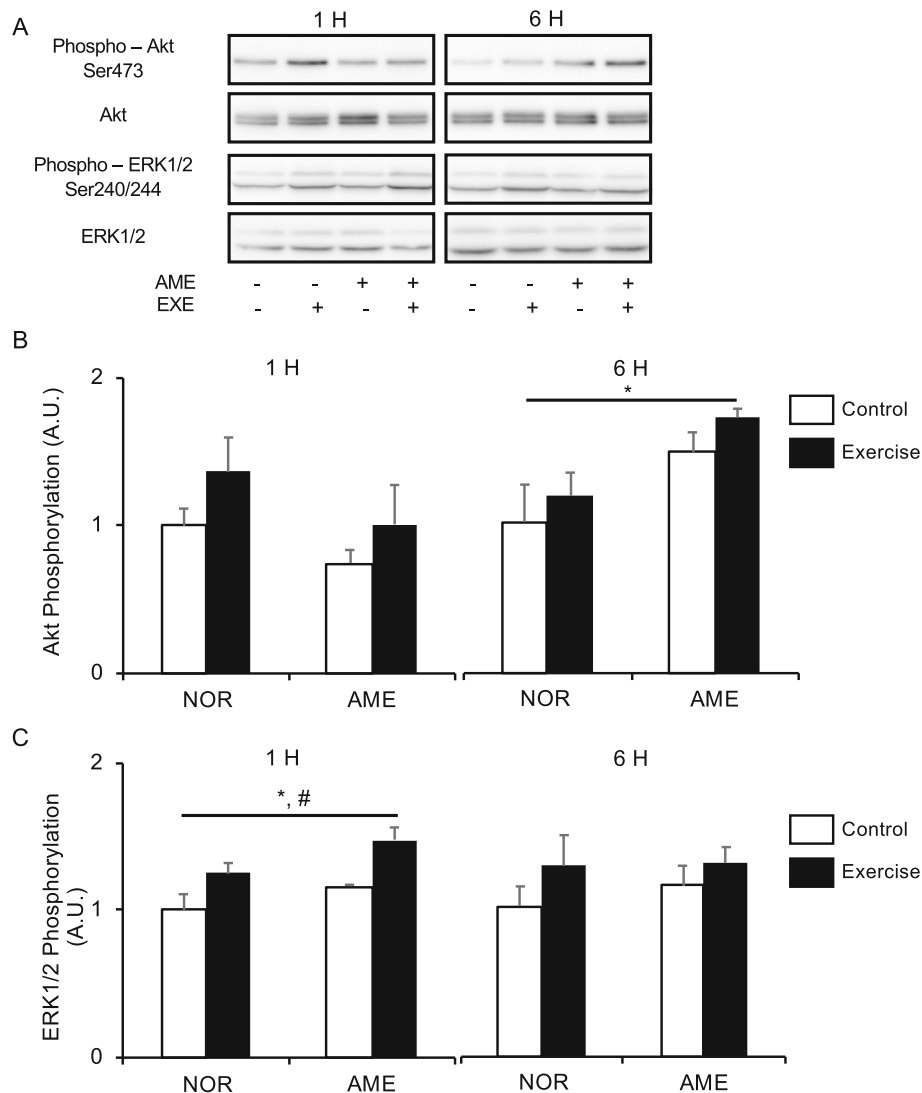 A
1 H
6 H
Phospho – Akt
Ser473
Akt
Phospho – ERK1/2
Ser240/244
ERK1/2
AME - - + + - - + +
EXE - + - + - + - +
B
1 H
6 H
2
*
Control
Exercise
Akt Phosphorylation (A.U.)
1
0
NOR AME NOR AME
C
1 H
6 H
2
*, #
Control
Exercise
ERK1/2 Phosphorylation
(A.U.)
1
0
NOR AME NOR AME